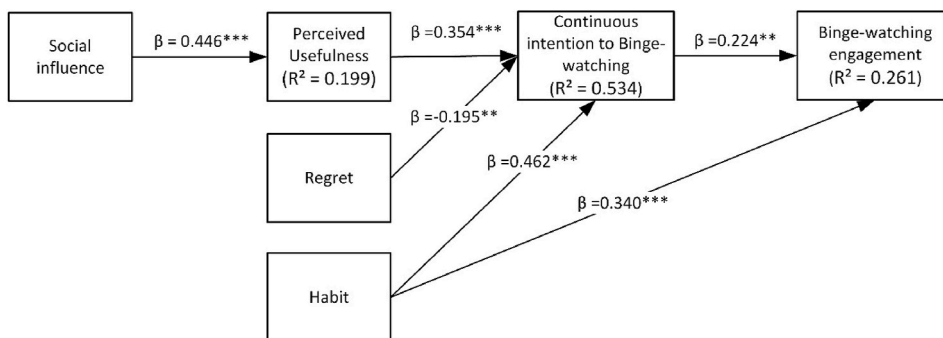 Social
influence
β = 0.446***
Perceived
Usefulness
(R² = 0.199)
β =0.354***
Continuous
intention to Binge-
watching
(R² = 0.534)
β =0.224**
Binge-watching
engagement
(R² = 0.261)
β =-0.195**
Regret
β =0.462***
β =0.340***
Habit